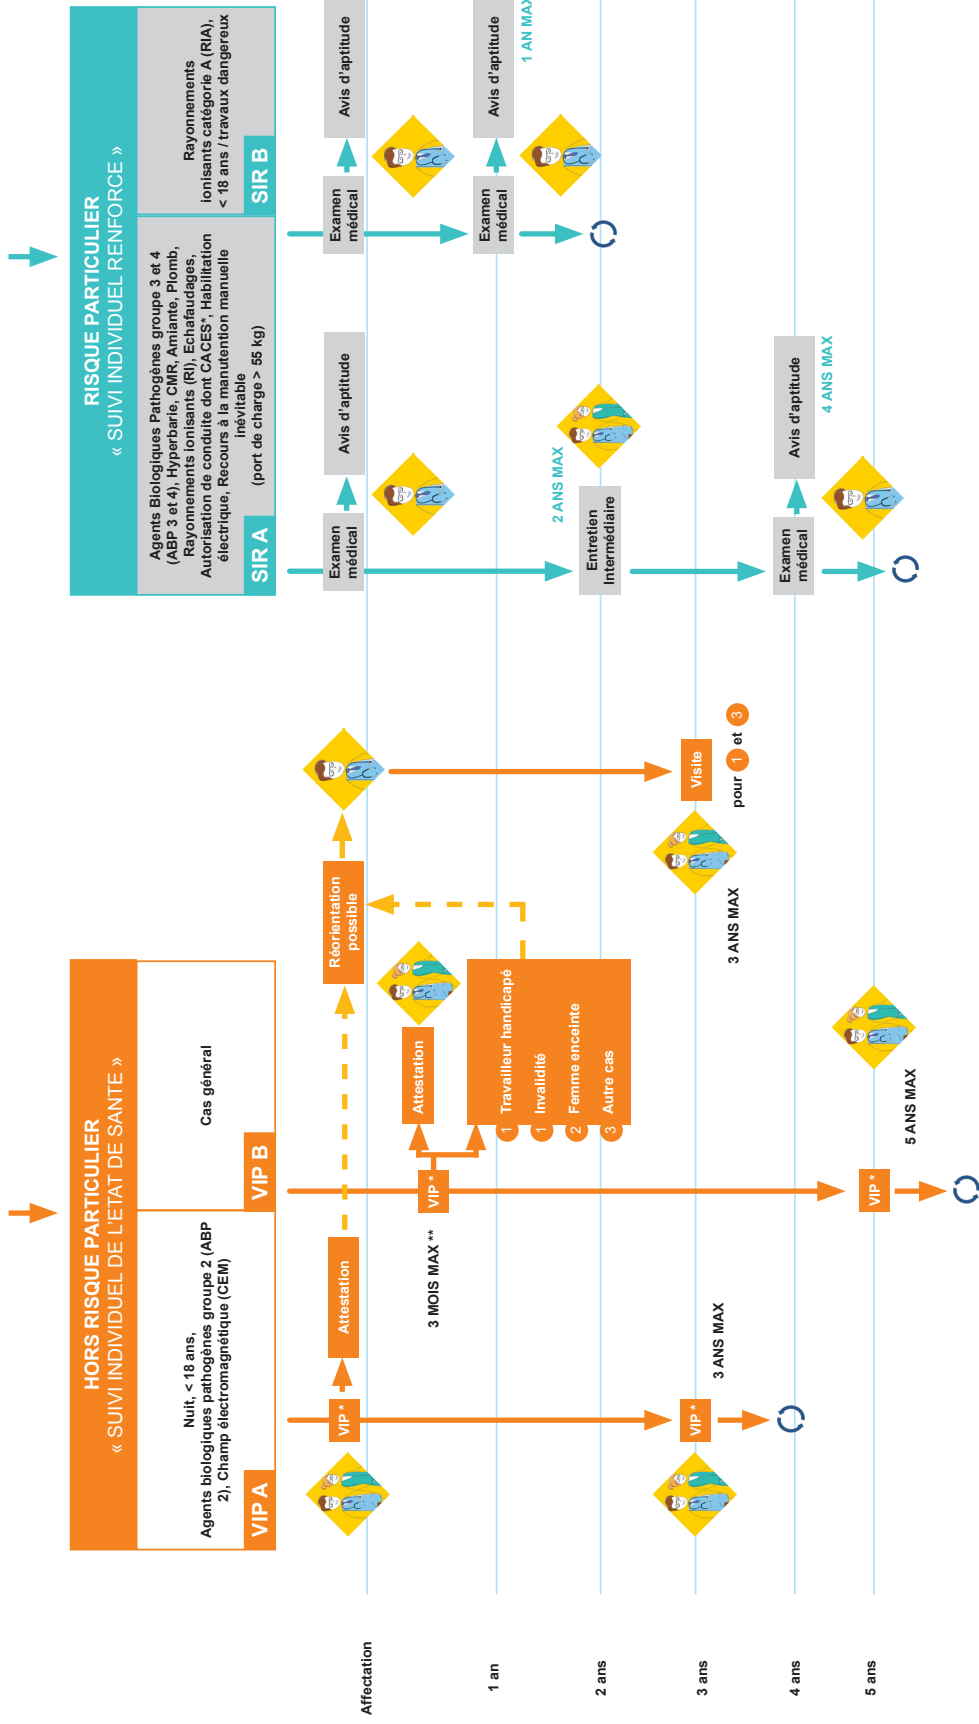 HORS RISQUE PARTICULIER
« SUIVI INDIVIDUEL DE L'ETAT DE SANTE »
VIP A
Nuit, < 18 ans,
Agents biologiques pathogènes groupe 2 (ABP
2), Champ électromagnétique (CEM)
VIP B
Cas général
RISQUE PARTICULIER
« SUIVI INDIVIDUEL RENFORCE »
SIR A
Agents Biologiques Pathogènes groupe 3 et 4
(ABP 3 et 4), Hyperbarie, CMR, Amiante, Plomb,
Rayonnements ionisants (RI), Echafaudages,
Autorisation de conduite dont CACES*, Habilitation
électrique, Recours à la manutention manuelle
inévitable
(port de charge > 55 kg)
SIR B
Rayonnements
ionisants catégorie A (RIA),
< 18 ans / travaux dangereux
Affectation
VIP *
Attestation
Réorientation
possible
Examen
médical
Avis d'aptitude
Examen
médical
Avis d'aptitude
3 MOIS MAX **
VIP *
Attestation
1 Travailleur handicapé
1 Invalidité
2 Femme enceinte
3 Autre cas
1 an
Examen
médical
Avis d'aptitude
1 AN MAX
2 ans
2 ANS MAX
Entretien
Intermédiaire
3 ans
VIP *
3 ANS MAX
3 ANS MAX
Visite
pour 1 et 3
4 ans
Examen
médical
Avis d'aptitude
4 ANS MAX
5 ans
VIP *
5 ANS MAX